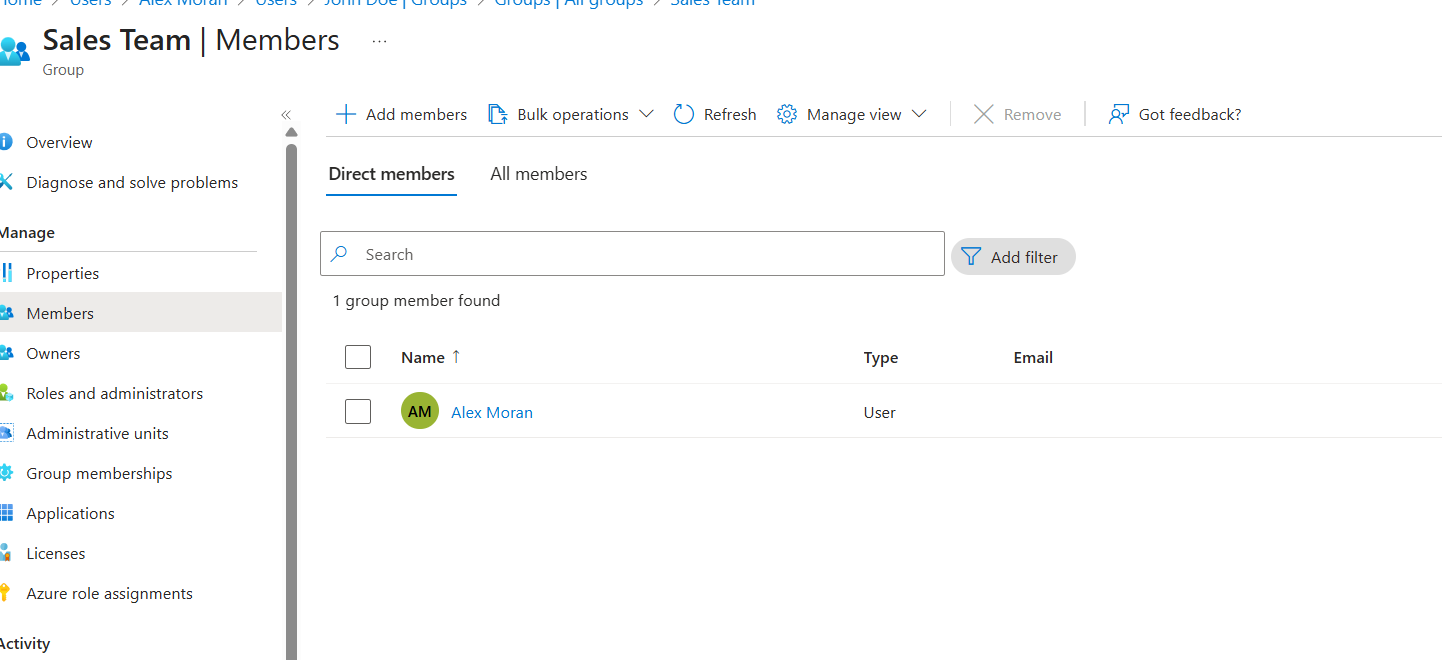 Home > Users > Alex Moran > Users > John Doe | Groups > Groups | All groups > Sales Team
Sales Team | Members ...
Group
Add members Bulk operations Refresh Manage view Remove Got feedback?
Overview
Diagnose and solve problems
Manage
Properties
Members
Owners
Roles and administrators
Administrative units
Group memberships
Applications
Licenses
Azure role assignments
Activity
Direct members All members
Search
Add filter
1 group member found
Name ↑ Type Email
AM Alex Moran User